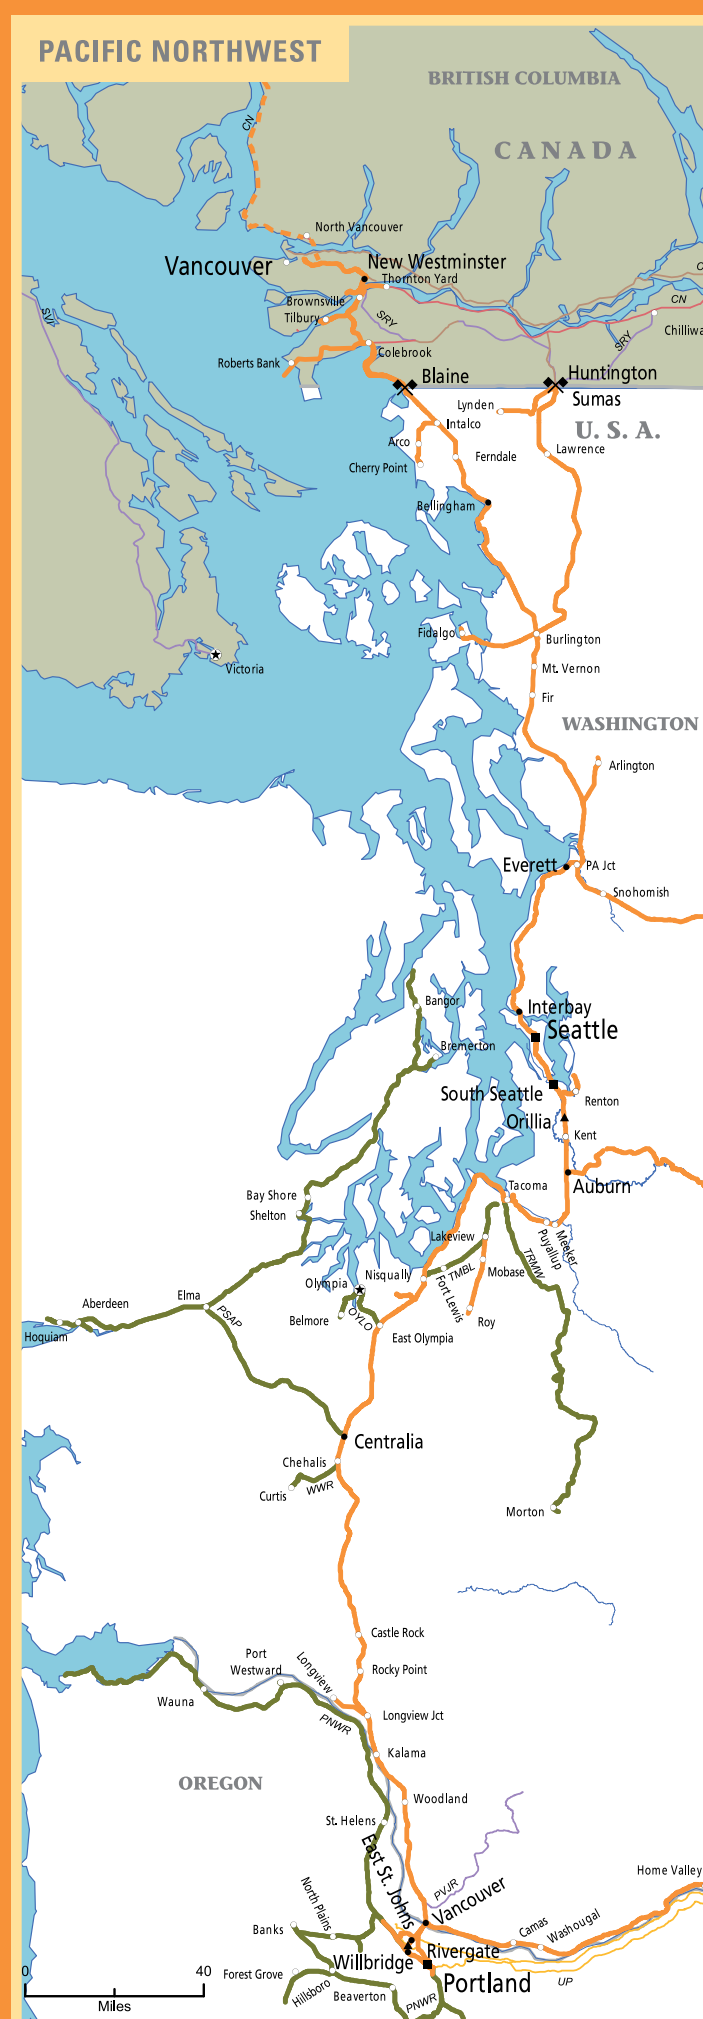 PACIFIC NORTHWEST
BRITISH COLUMBIA
CANADA
CN
North Vancouver
Vancouver
New Westminster
Thornton Yard
Brownsville
Tilbury
SRY
CN
SVI
SRY
Chilliwa
Colebrook
Roberts Bank
Blaine
Huntington
Sumas
Lynden
Intalco
U. S. A.
Arco
Lawrence
Cherry Point
Ferndale
Bellingham
Fidalgo
Burlington
Victoria
Mt. Vernon
Fir
WASHINGTON
Arlington
Everett
PA Jct
Snohomish
Bangor
Interbay
Seattle
Bremerton
South Seattle
Renton
Orillia
Kent
Auburn
Tacoma
Bay Shore
Shelton
Lakeview
Puyallup
Meeker
TRMW
Olympia
Nisqually
Fort Lewis
TMBL
Mobase
Elma
Aberdeen
PSAP
Belmore
OYLO
Roy
Hoquiam
East Olympia
Centralia
Chehalis
WWR
Curtis
Morton
Castle Rock
Port
Westward
Longview
Rocky Point
Wauna
PNWR
Longview Jct
Kalama
OREGON
Woodland
St. Helens
East St. Johns
PVJR
Home Valley
North Plains
Vancouver
Camas
Washougal
Banks
Willbridge
Rivergate
Forest Grove
Hillsboro
Beaverton
PNWR
Portland
UP
0
40
Miles